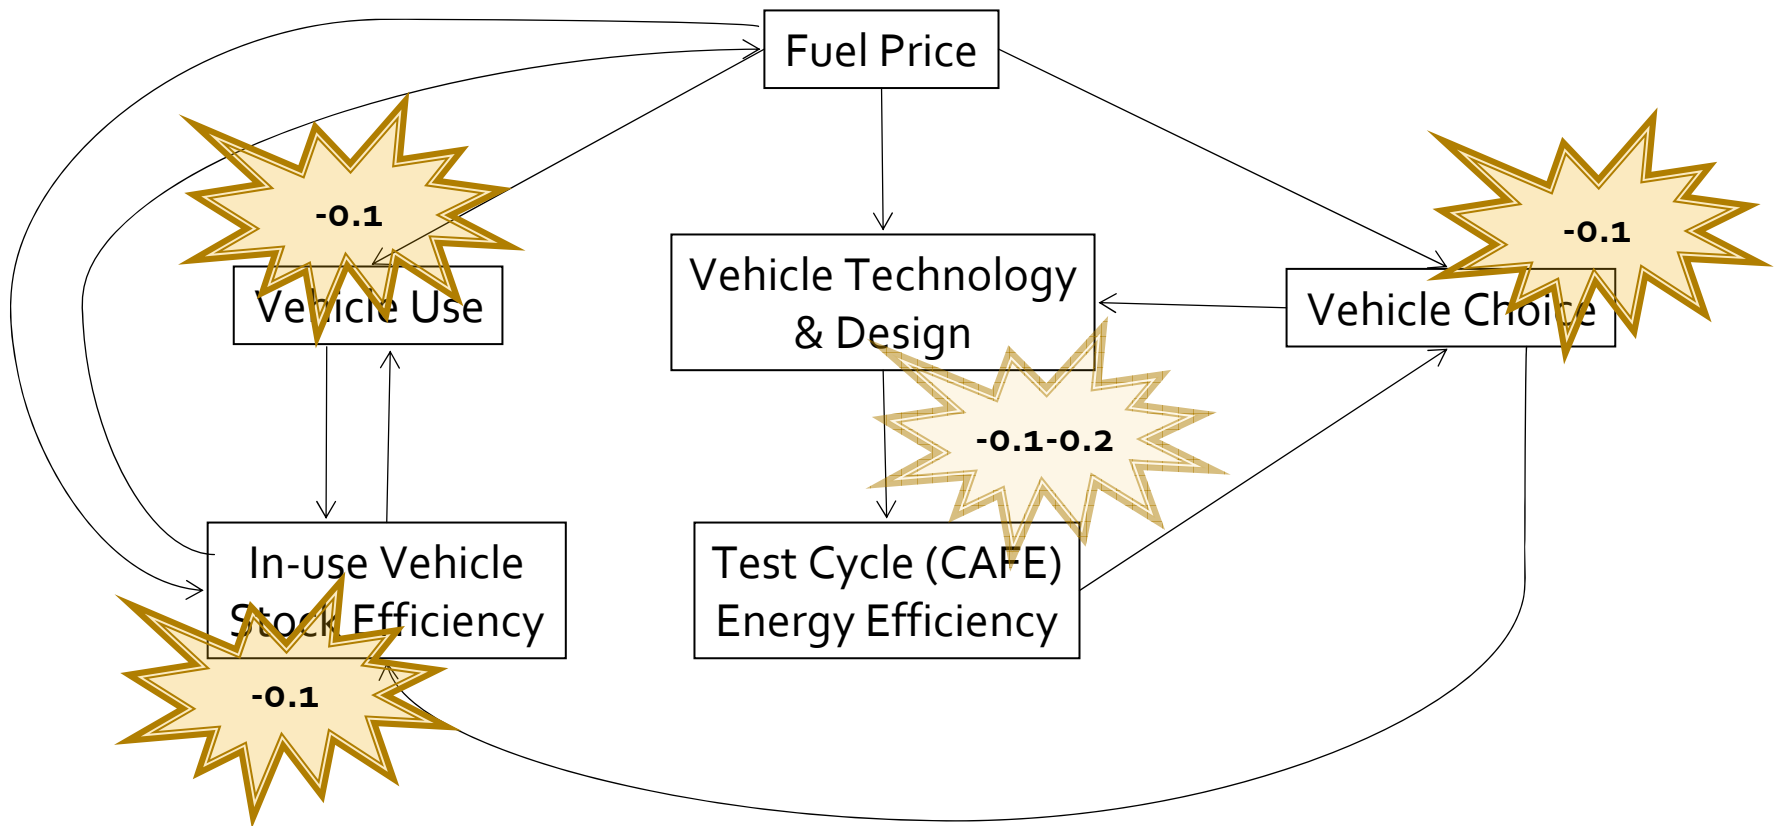 Fuel Price
-0.1
-0.1
Vehicle Use
Vehicle Technology
& Design
Vehicle Choice
-0.1-0.2
In-use Vehicle
Stock Efficiency
Test Cycle (CAFE)
Energy Efficiency
-0.1